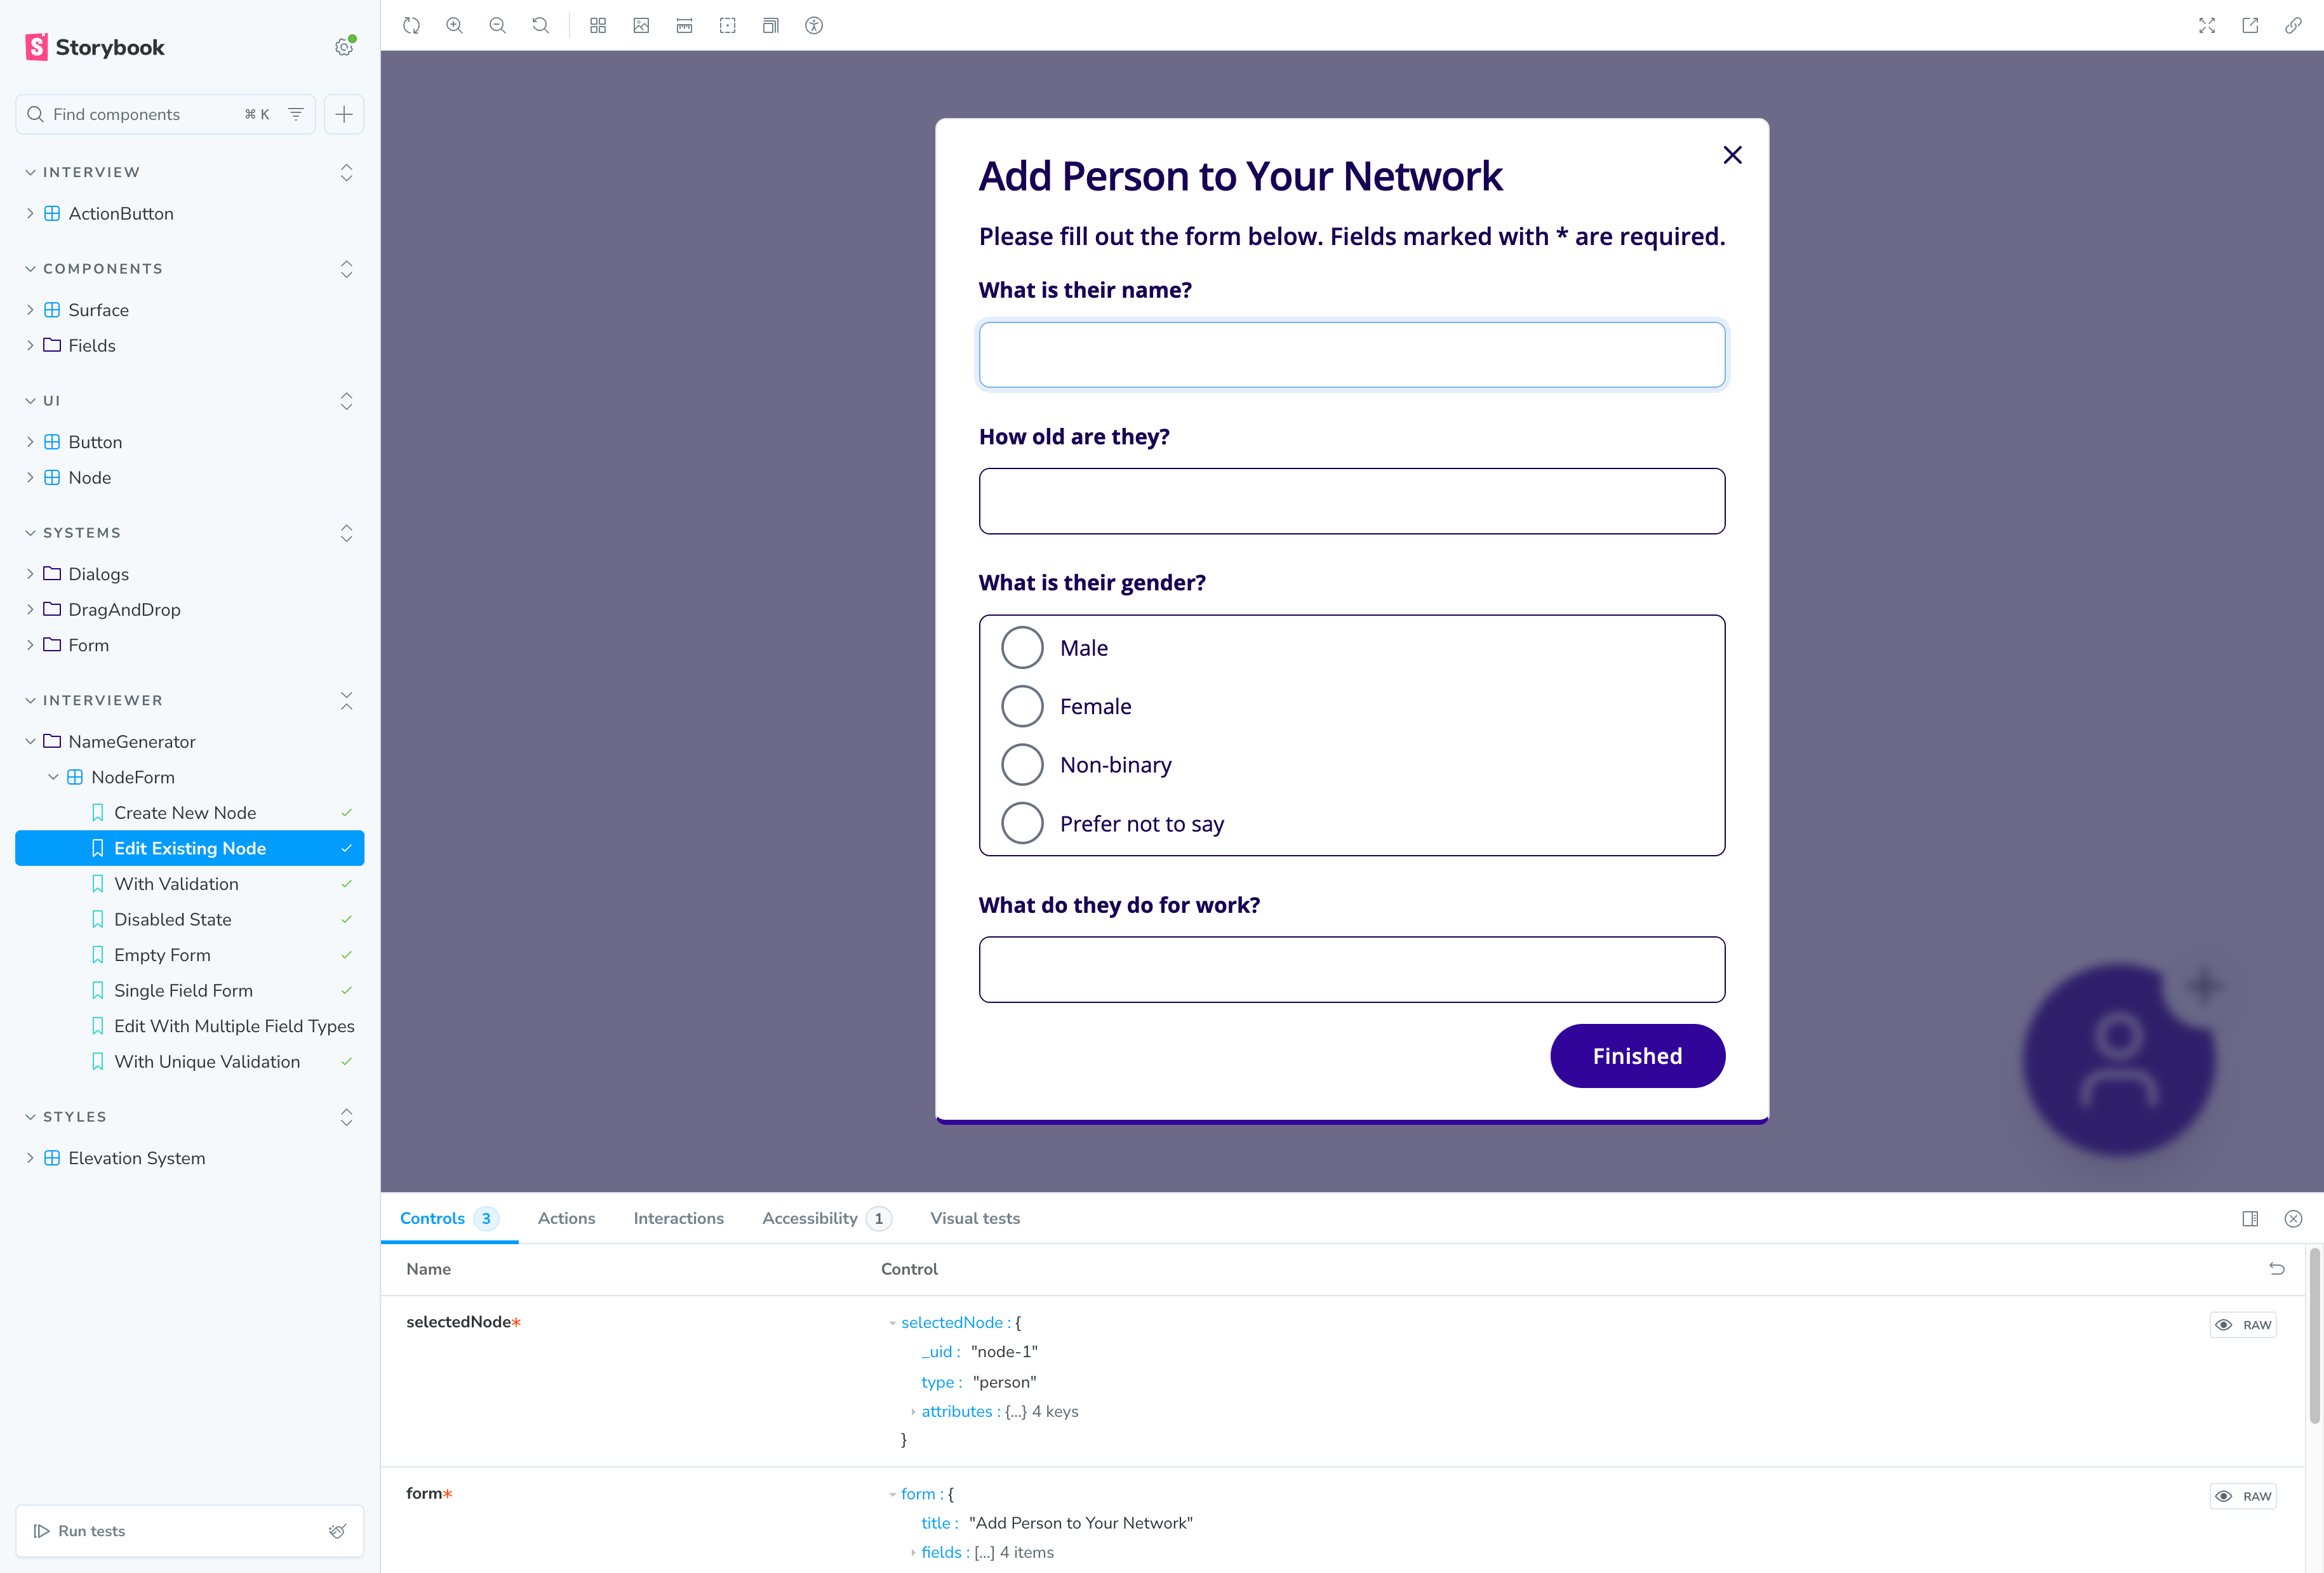 Storybook
Find components
⌘ K
INTERVIEW
ActionButton
COMPONENTS
Surface
Fields
UI
Button
Node
SYSTEMS
Dialogs
DragAndDrop
Form
INTERVIEWER
NameGenerator
NodeForm
Create New Node
Edit Existing Node
With Validation
Disabled State
Empty Form
Single Field Form
Edit With Multiple Field Types
With Unique Validation
STYLES
Elevation System
Run tests
Add Person to Your Network
Please fill out the form below. Fields marked with * are required.
What is their name?
How old are they?
What is their gender?
Male
Female
Non-binary
Prefer not to say
What do they do for work?
Finished
Controls 3 Actions Interactions Accessibility 1 Visual tests
Name Control
selectedNode* selectedNode : {
RAW
_uid : "node-1"
type : "person"
attributes : {...} 4 keys
}
form* form : {
RAW
title : "Add Person to Your Network"
fields : [...] 4 items